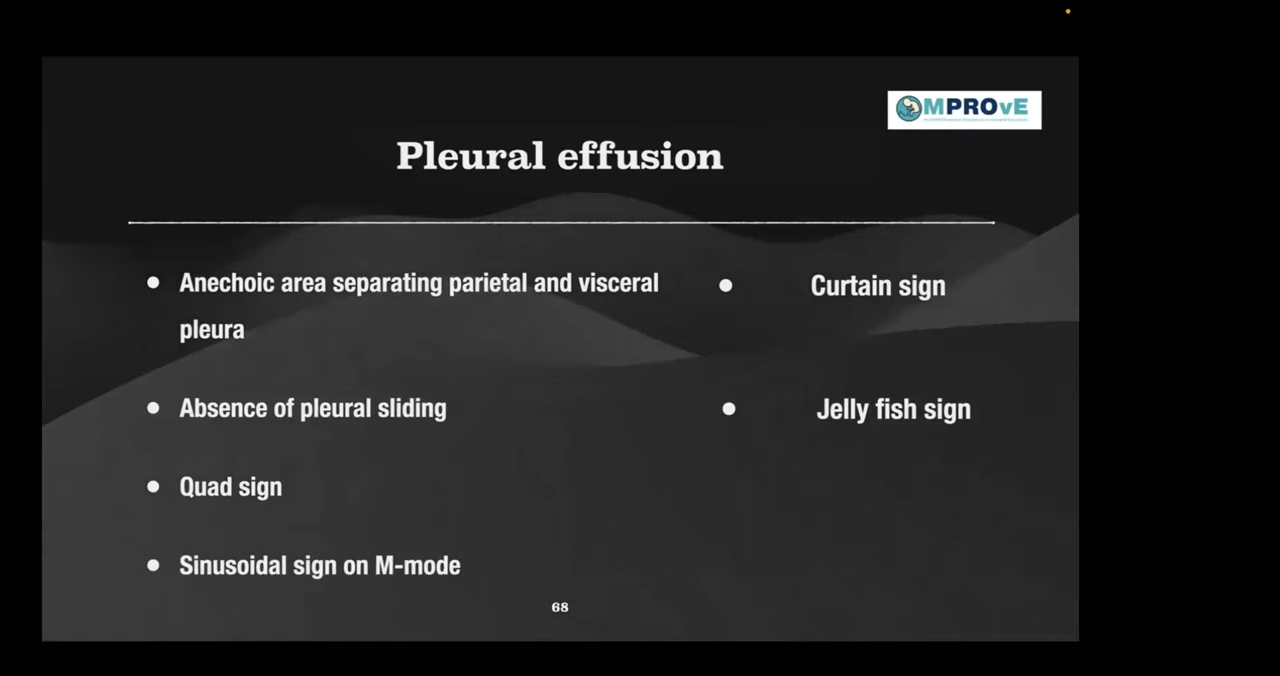 MPROvE
Pleural effusion
Anechoic area separating parietal and visceral
pleura
Absence of pleural sliding
Quad sign
Sinusoidal sign on M-mode
Curtain sign
Jelly fish sign
68